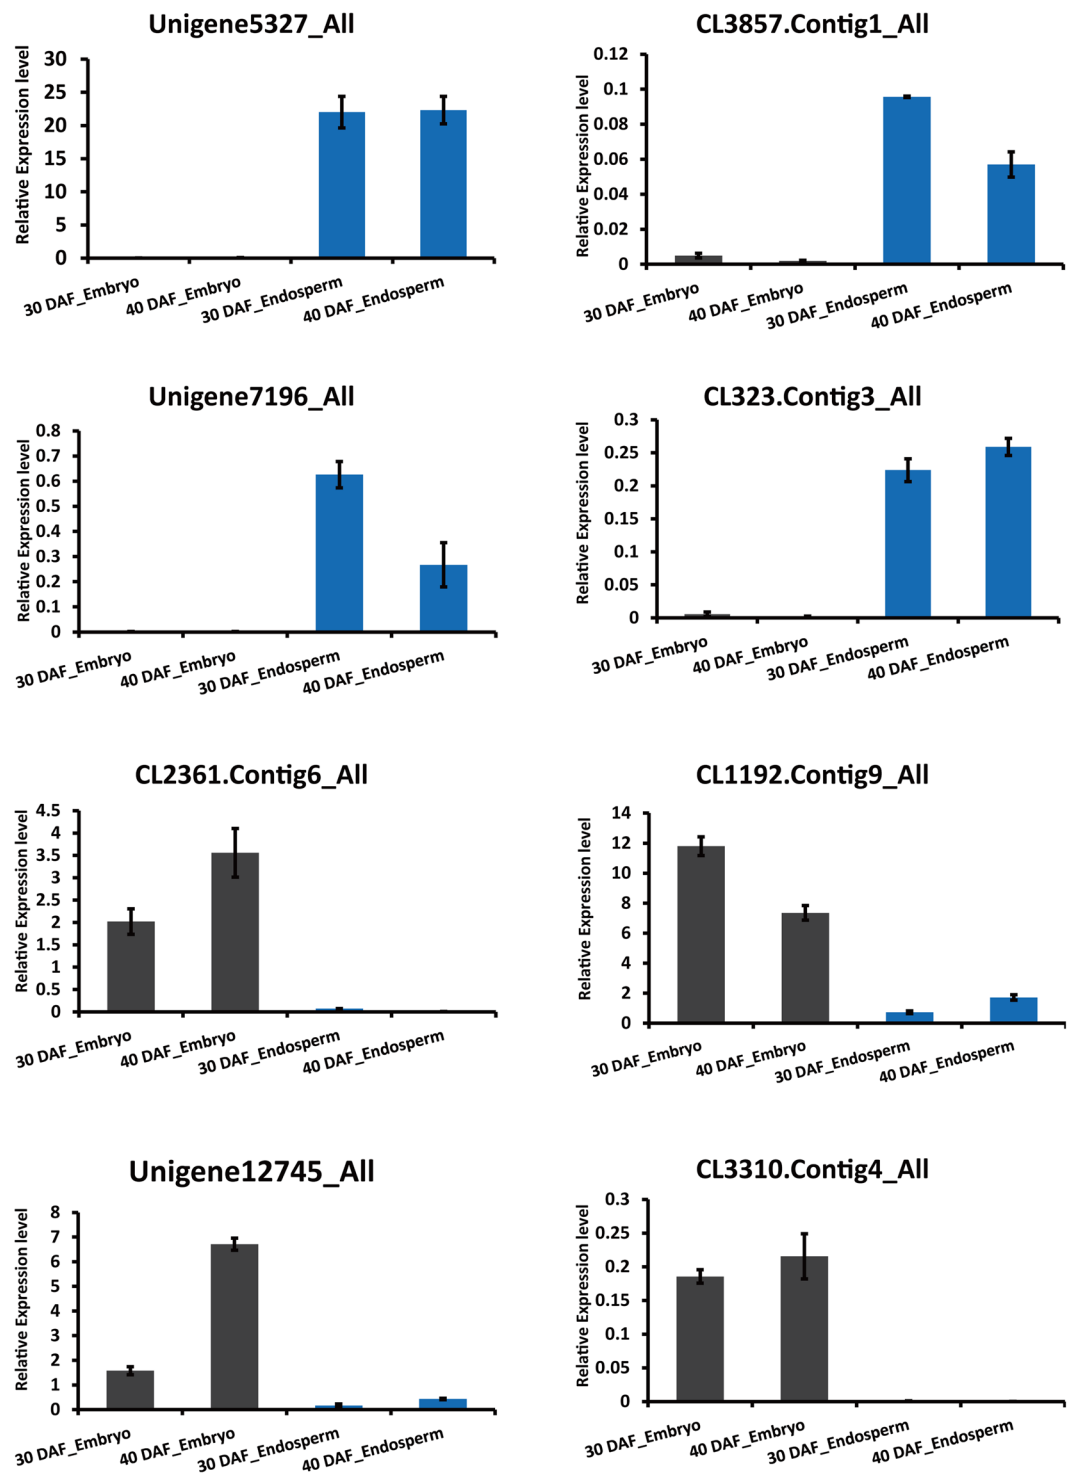 Unigene5327_All
Relative Expression level
30
25
20
15
10
5
0
30 DAF_Embryo
40 DAF_Embryo
30 DAF_Endosperm
40 DAF_Endosperm
CL3857.Contig1_All
Relative Expression level
0.12
0.1
0.08
0.06
0.04
0.02
0
30 DAF_Embryo
40 DAF_Embryo
30 DAF_Endosperm
40 DAF_Endosperm
Unigene7196_All
Relative Expression level
0.8
0.7
0.6
0.5
0.4
0.3
0.2
0.1
0
30 DAF_Embryo
40 DAF_Embryo
30 DAF_Endosperm
40 DAF_Endosperm
CL323.Contig3_All
Relative Expression level
0.3
0.25
0.2
0.15
0.1
0.05
0
30 DAF_Embryo
40 DAF_Embryo
30 DAF_Endosperm
40 DAF_Endosperm
CL2361.Contig6_All
Relative Expression level
4.5
4
3.5
3
2.5
2
1.5
1
0.5
0
30 DAF_Embryo
40 DAF_Embryo
30 DAF_Endosperm
40 DAF_Endosperm
CL1192.Contig9_All
Relative Expression level
14
12
10
8
6
4
2
0
30 DAF_Embryo
40 DAF_Embryo
30 DAF_Endosperm
40 DAF_Endosperm
Unigene12745_All
Relative Expression level
8
7
6
5
4
3
2
1
0
30 DAF_Embryo
40 DAF_Embryo
30 DAF_Endosperm
40 DAF_Endosperm
CL3310.Contig4_All
Relative Expression level
0.3
0.25
0.2
0.15
0.1
0.05
0
30 DAF_Embryo
40 DAF_Embryo
30 DAF_Endosperm
40 DAF_Endosperm